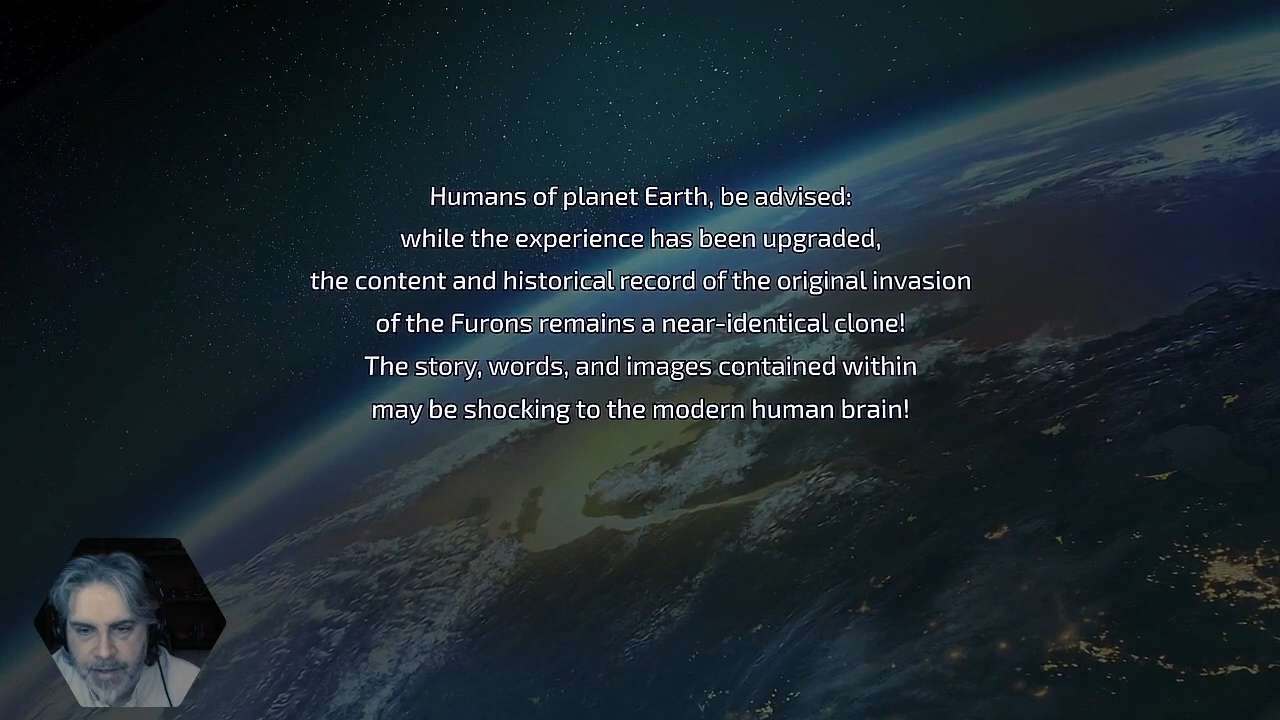 Humans of planet Earth, be advised:
while the experience has been upgraded,
the content and historical record of the original invasion
of the Furons remains a near-identical clone!
The story, words, and images contained within
may be shocking to the modern human brain!